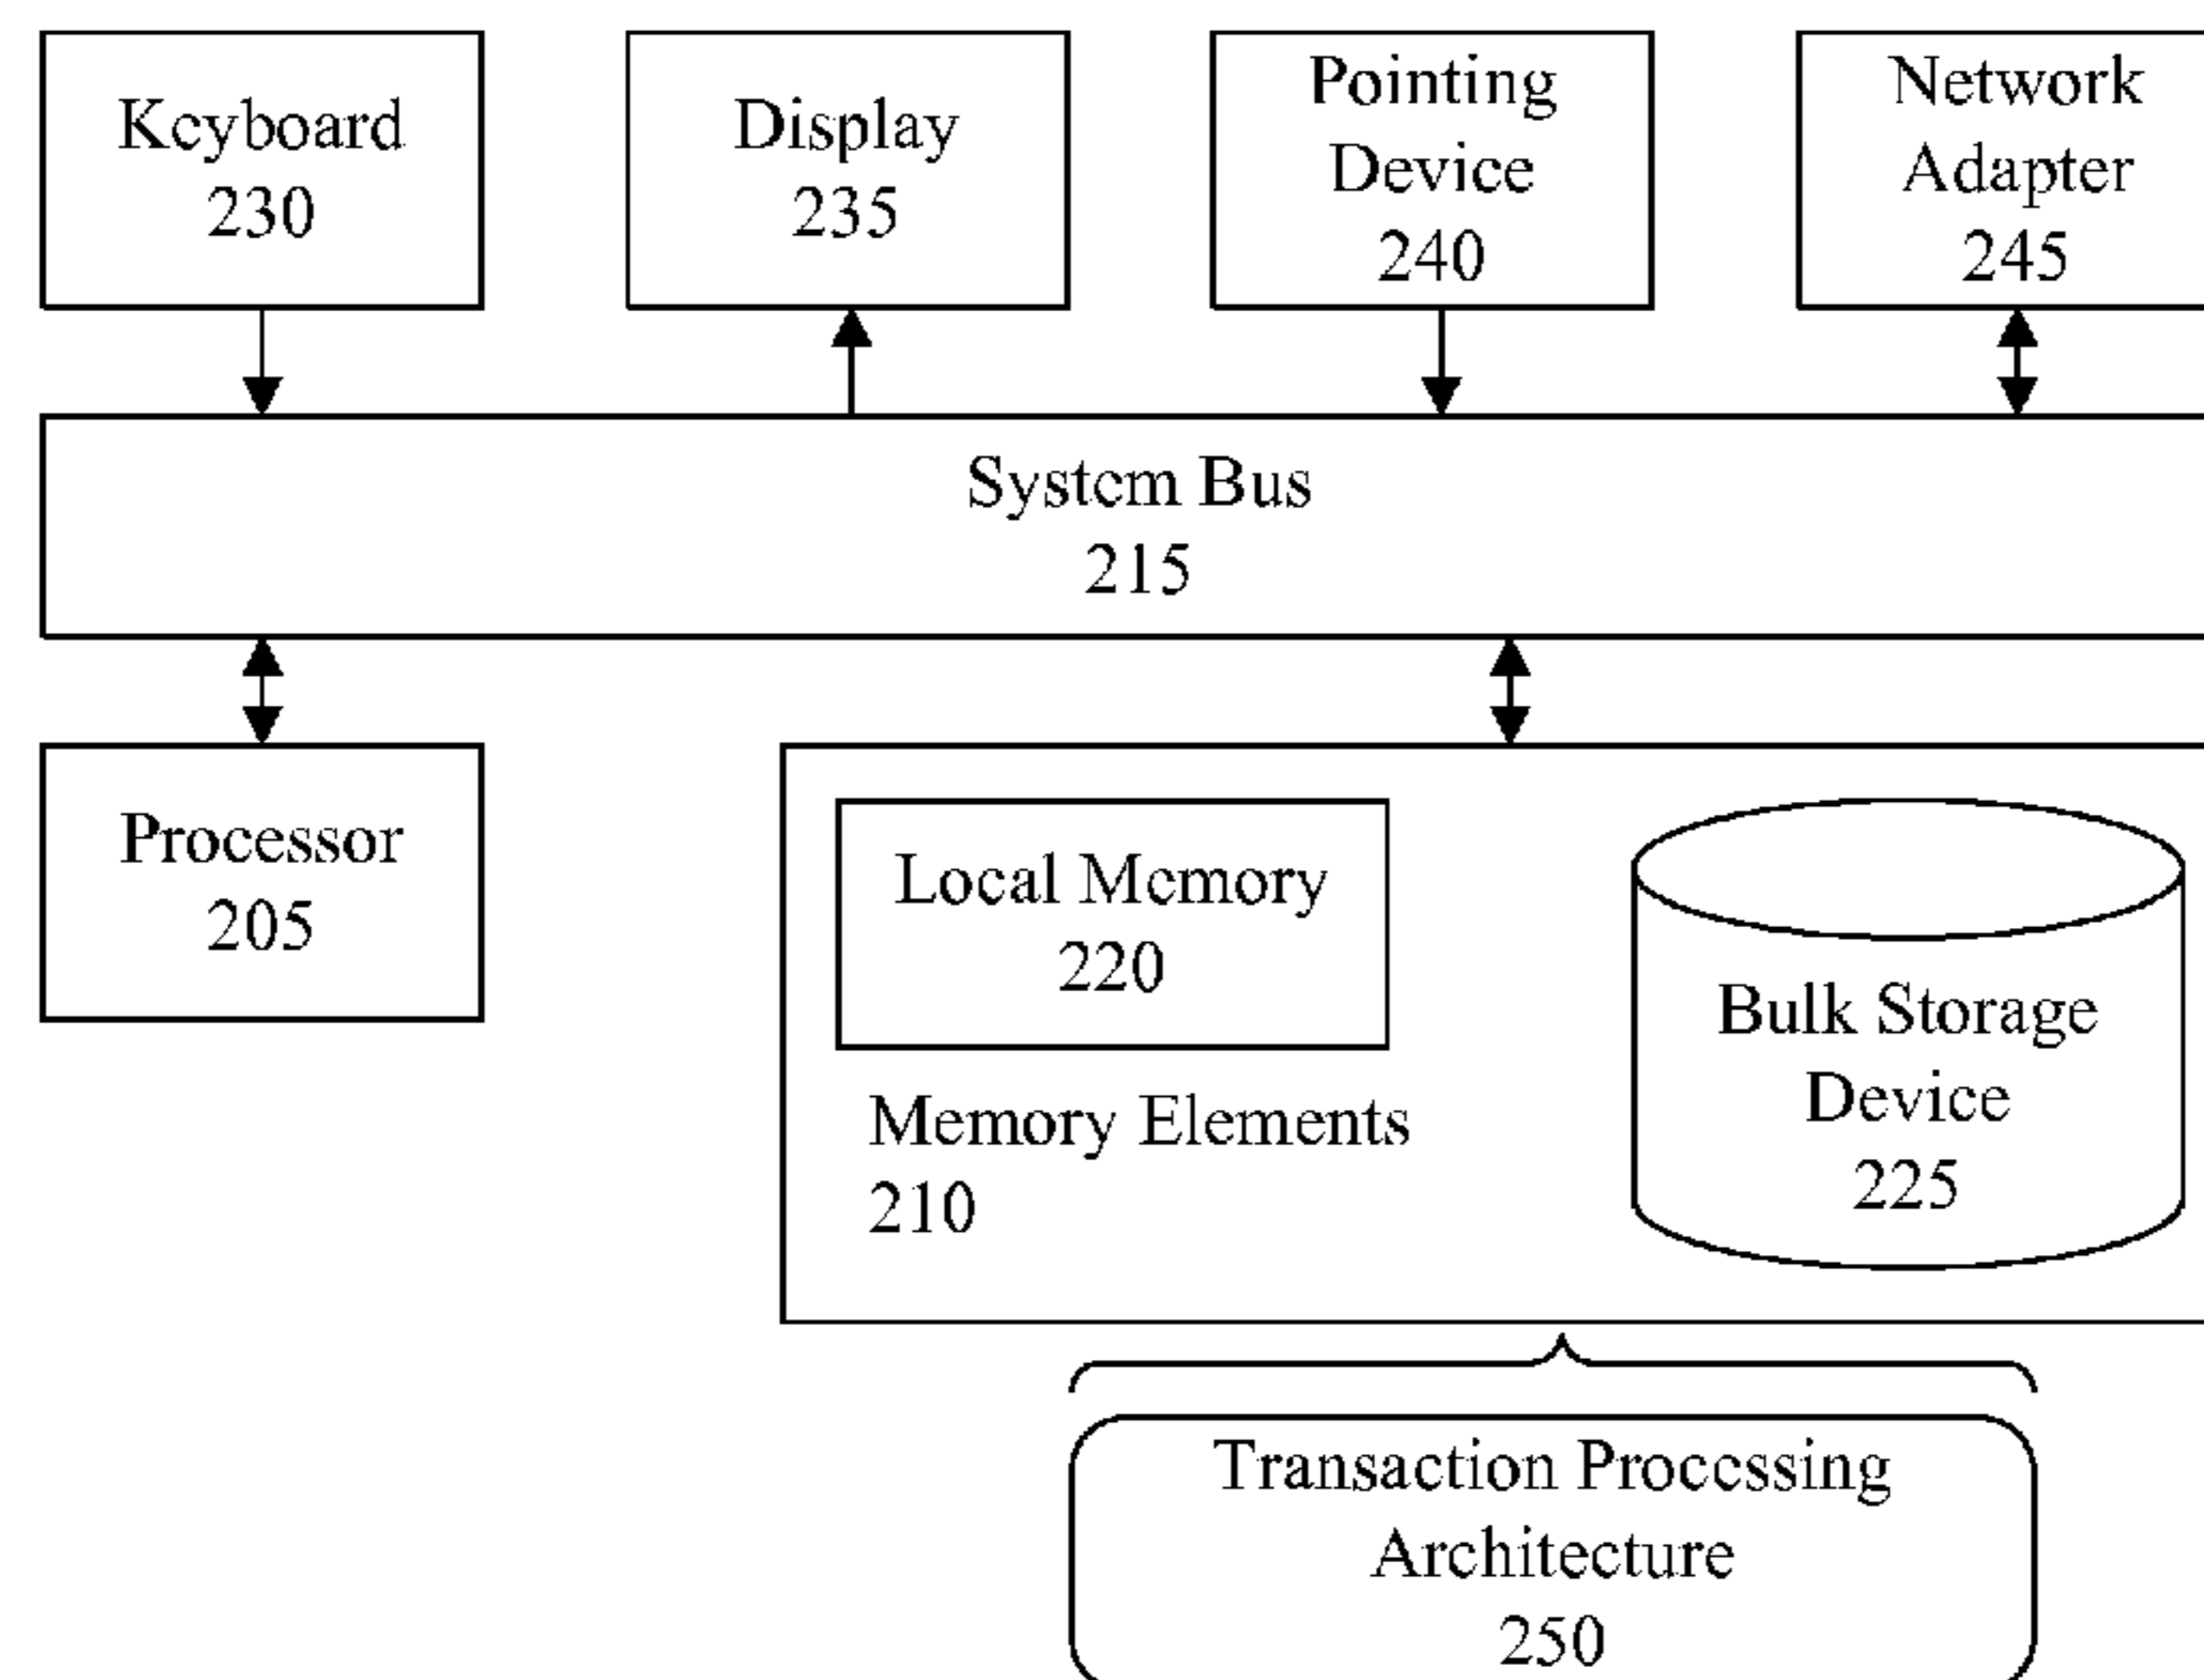 Keyboard
230
Display
235
Pointing
Device
240
Network
Adapter
245
System Bus
215
Processor
205
Local Memory
220
Memory Elements
210
Bulk Storage
Device
225
Transaction Processing
Architecture
250